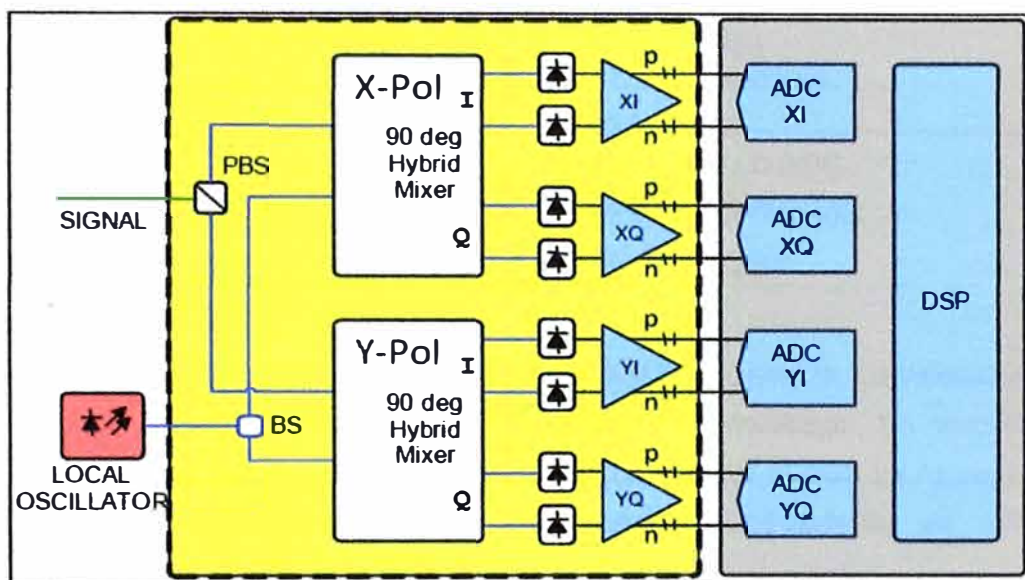 X-Pol
I
90 deg
Hybrid
Mixer
Q
PBS
SIGNAL
p
XI
n
p
XQ
n
ADC
XI
ADC
XQ
DSP
Y-Pol
I
90 deg
Hybrid
Mixer
Q
BS
LOCAL
OSCILLATOR
p
YI
n
p
YQ
n
ADC
YI
ADC
YQ